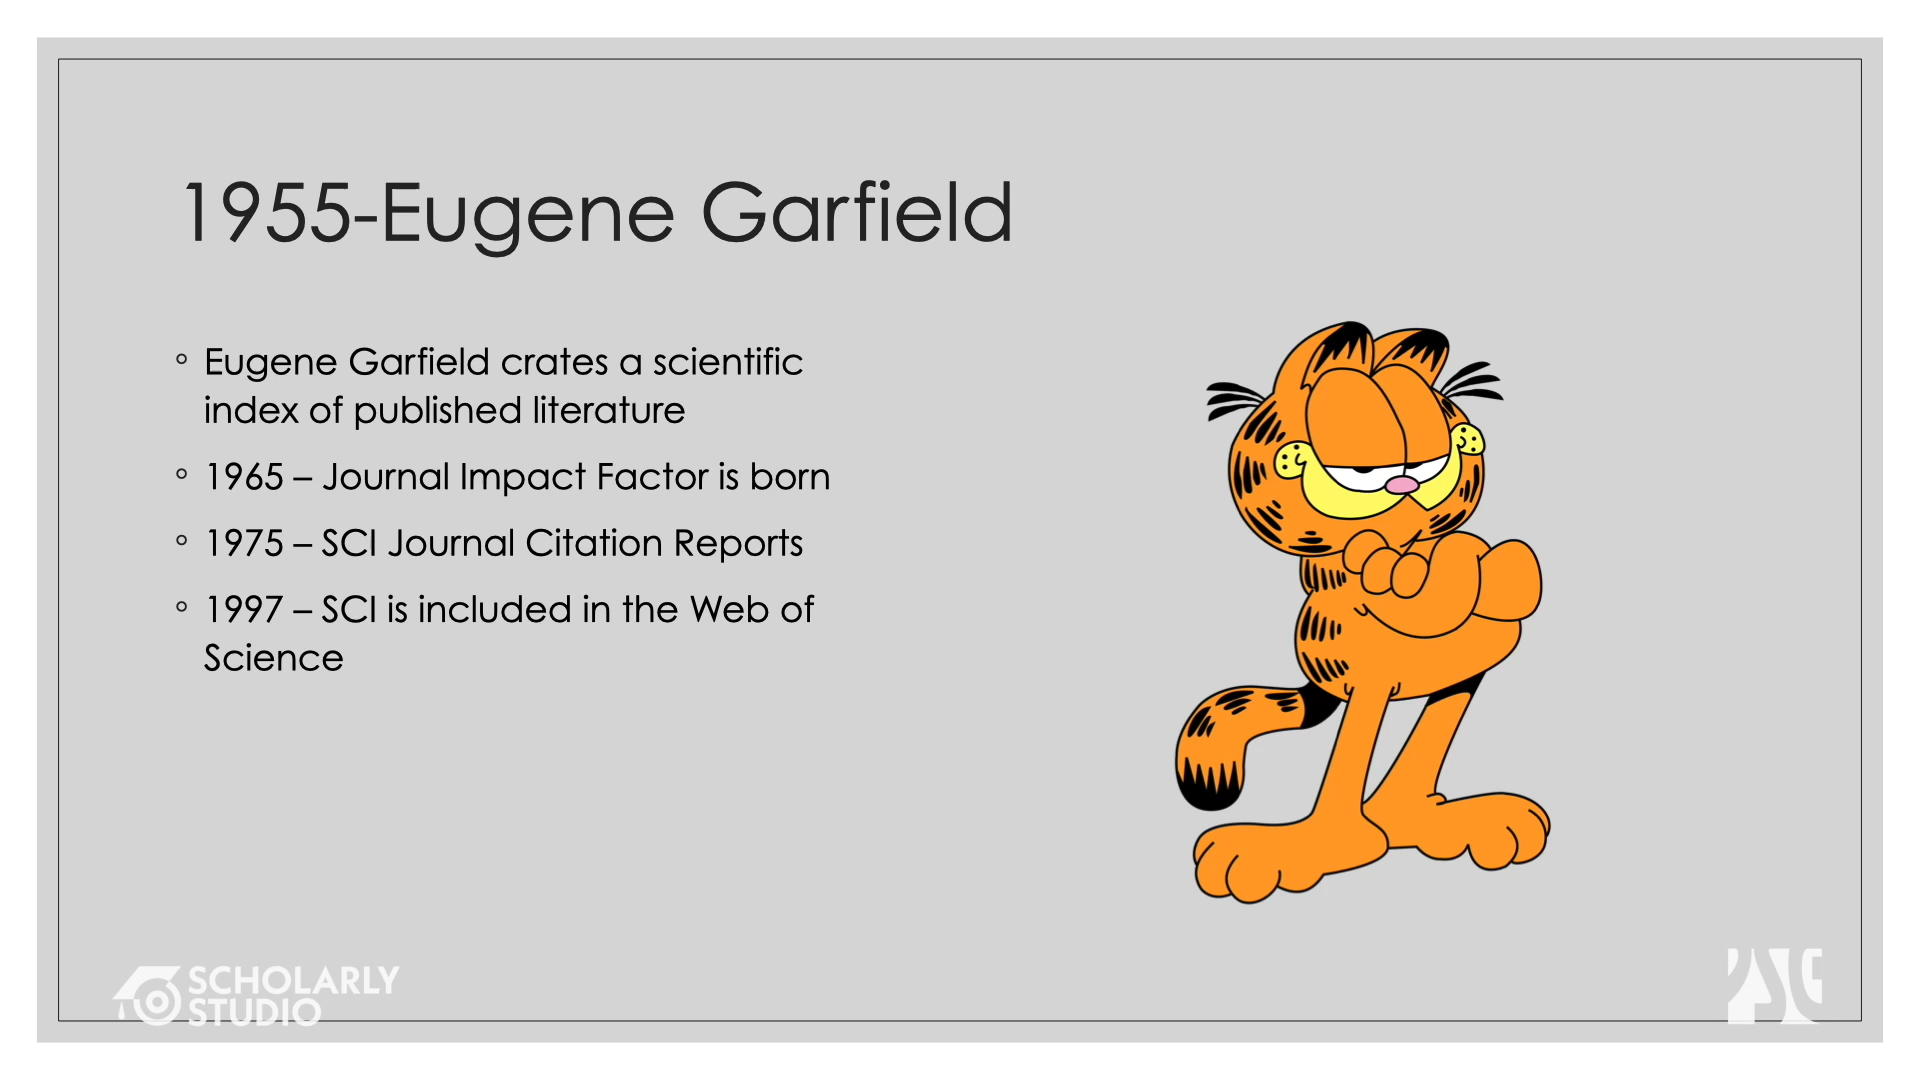 1955-Eugene Garfield
◦ Eugene Garfield crates a scientific
index of published literature
◦ 1965 – Journal Impact Factor is born
◦ 1975 – SCI Journal Citation Reports
◦ 1997 – SCI is included in the Web of
Science
SCHOLARLY
STUDIO